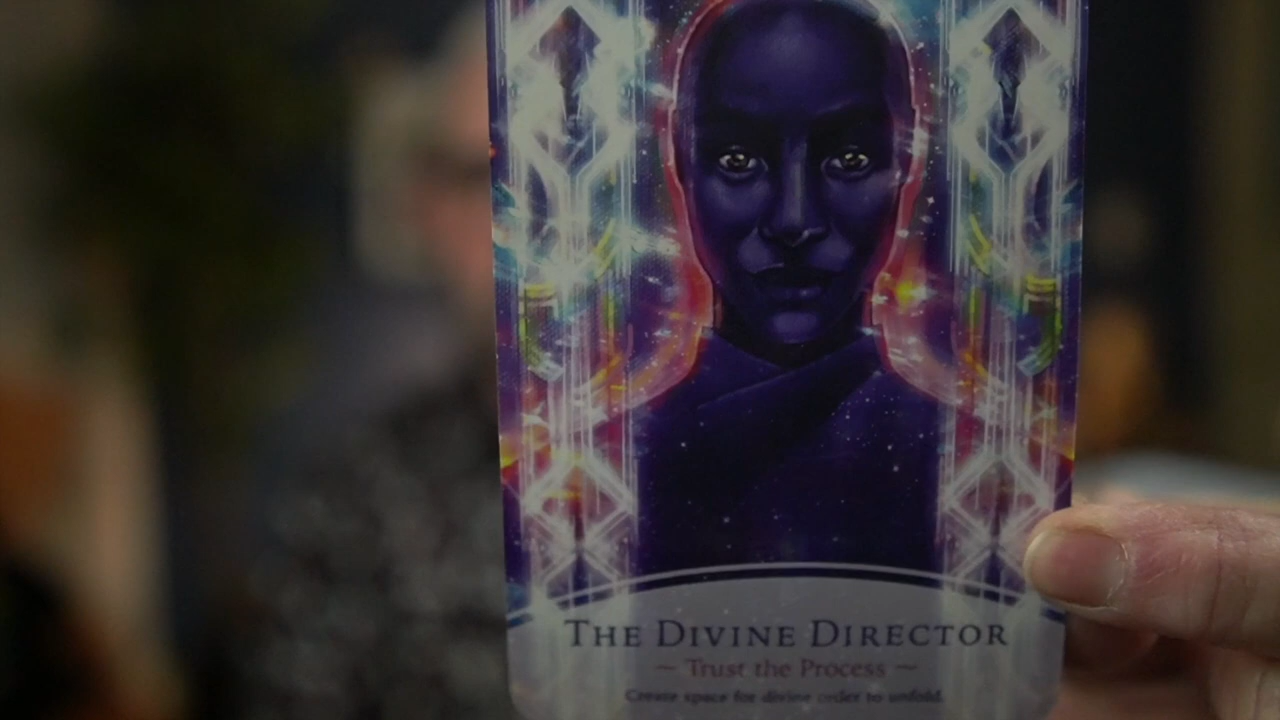 THE DIVINE DIRECTOR
~ Trust the Process ~
Create space for divine order to unfold.